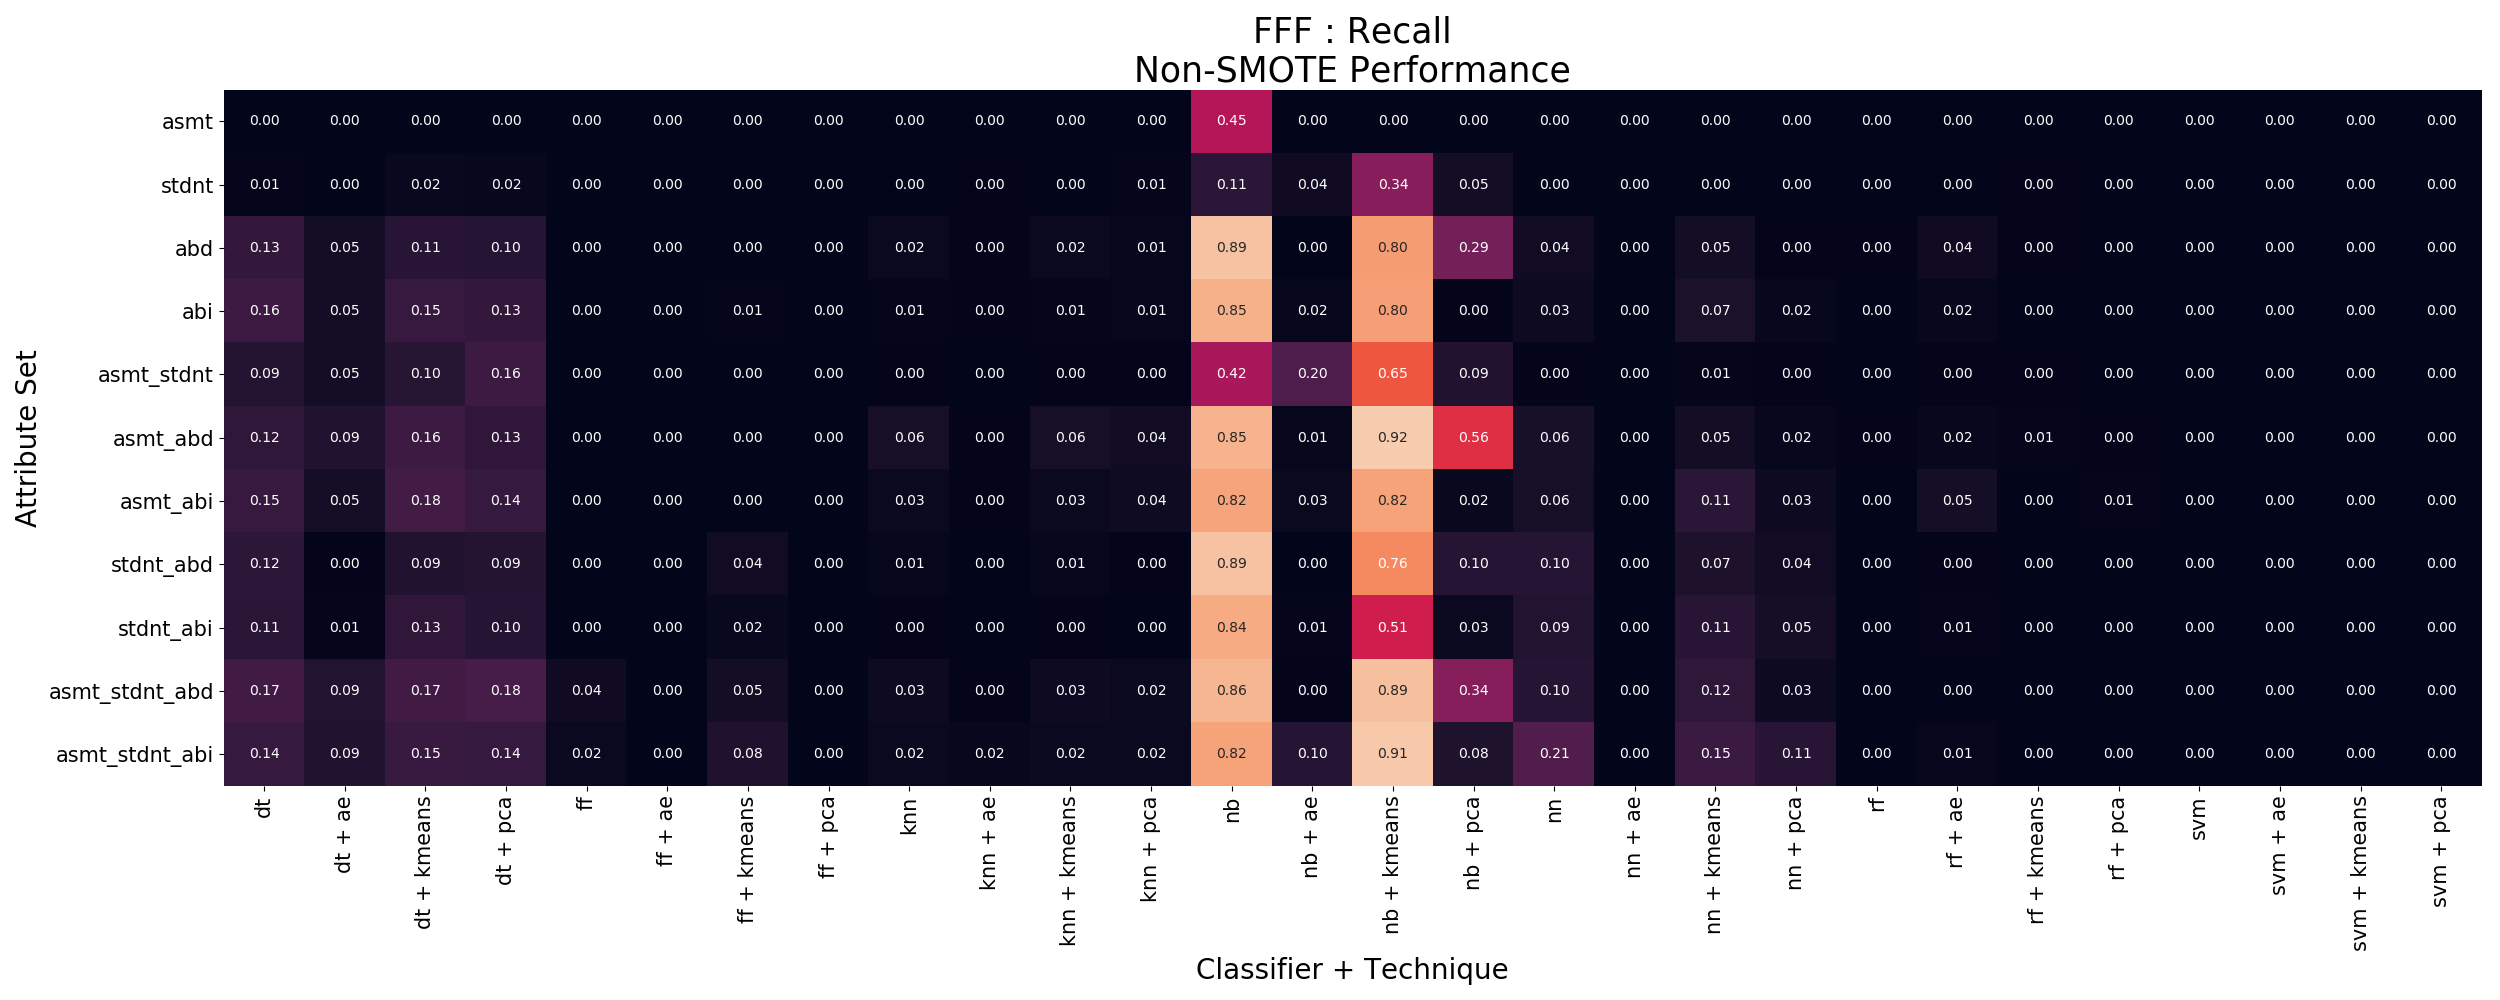 FFF : Recall
Non-SMOTE Performance
asmt 0.00 0.00 0.00 0.00 0.00 0.00 0.00 0.00 0.00 0.00 0.00 0.00 0.45 0.00 0.00 0.00 0.00 0.00 0.00 0.00 0.00 0.00 0.00 0.00 0.00 0.00 0.00 0.00
stdnt 0.01 0.00 0.02 0.02 0.00 0.00 0.00 0.00 0.00 0.00 0.00 0.01 0.11 0.04 0.34 0.05 0.00 0.00 0.00 0.00 0.00 0.00 0.00 0.00 0.00 0.00 0.00 0.00
abd 0.13 0.05 0.11 0.10 0.00 0.00 0.00 0.00 0.02 0.00 0.02 0.01 0.89 0.00 0.80 0.29 0.04 0.00 0.05 0.00 0.00 0.04 0.00 0.00 0.00 0.00 0.00 0.00
abi 0.16 0.05 0.15 0.13 0.00 0.00 0.01 0.00 0.01 0.00 0.01 0.01 0.85 0.02 0.80 0.00 0.03 0.00 0.07 0.02 0.00 0.02 0.00 0.00 0.00 0.00 0.00 0.00
asmt_stdnt 0.09 0.05 0.10 0.16 0.00 0.00 0.00 0.00 0.00 0.00 0.00 0.00 0.42 0.20 0.65 0.09 0.00 0.00 0.01 0.00 0.00 0.00 0.00 0.00 0.00 0.00 0.00 0.00
asmt_abd 0.12 0.09 0.16 0.13 0.00 0.00 0.00 0.00 0.06 0.00 0.06 0.04 0.85 0.01 0.92 0.56 0.06 0.00 0.05 0.02 0.00 0.02 0.01 0.00 0.00 0.00 0.00 0.00
asmt_abi 0.15 0.05 0.18 0.14 0.00 0.00 0.00 0.00 0.03 0.00 0.03 0.04 0.82 0.03 0.82 0.02 0.06 0.00 0.11 0.03 0.00 0.05 0.00 0.01 0.00 0.00 0.00 0.00
stdnt_abd 0.12 0.00 0.09 0.09 0.00 0.00 0.04 0.00 0.01 0.00 0.01 0.00 0.89 0.00 0.76 0.10 0.10 0.00 0.07 0.04 0.00 0.00 0.00 0.00 0.00 0.00 0.00 0.00
stdnt_abi 0.11 0.01 0.13 0.10 0.00 0.00 0.02 0.00 0.00 0.00 0.00 0.00 0.84 0.01 0.51 0.03 0.09 0.00 0.11 0.05 0.00 0.01 0.00 0.00 0.00 0.00 0.00 0.00
asmt_stdnt_abd 0.17 0.09 0.17 0.18 0.04 0.00 0.05 0.00 0.03 0.00 0.03 0.02 0.86 0.00 0.89 0.34 0.10 0.00 0.12 0.03 0.00 0.00 0.00 0.00 0.00 0.00 0.00 0.00
asmt_stdnt_abi 0.14 0.09 0.15 0.14 0.02 0.00 0.08 0.00 0.02 0.02 0.02 0.02 0.82 0.10 0.91 0.08 0.21 0.00 0.15 0.11 0.00 0.01 0.00 0.00 0.00 0.00 0.00 0.00
Attribute Set
dt
dt + ae
dt + kmeans
dt + pca
ff
ff + ae
ff + kmeans
ff + pca
knn
knn + ae
knn + kmeans
knn + pca
nb
nb + ae
nb + kmeans
nb + pca
nn
nn + ae
nn + kmeans
nn + pca
rf
rf + ae
rf + kmeans
rf + pca
svm
svm + ae
svm + kmeans
svm + pca
Classifier + Technique